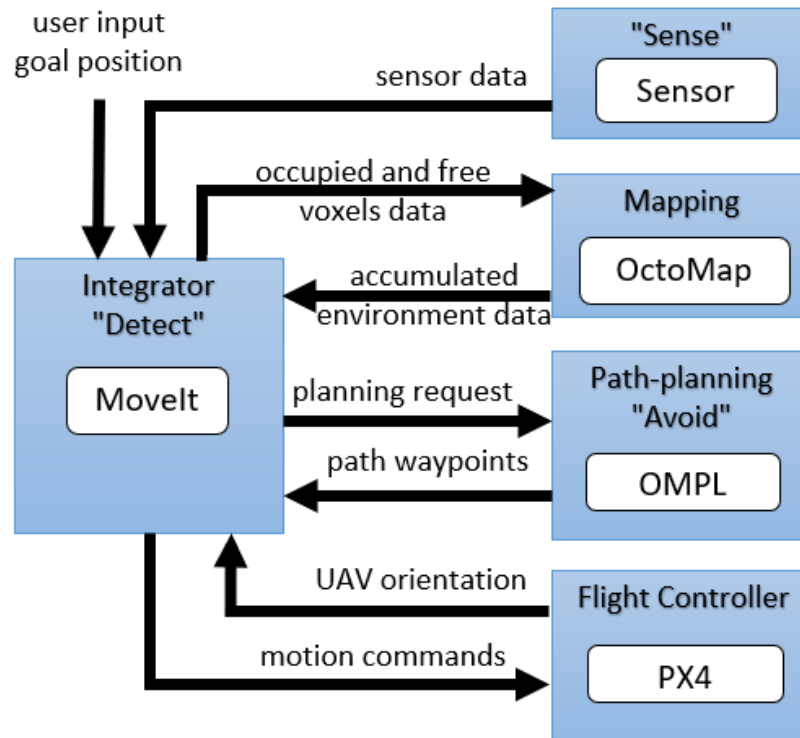 user input
goal position
"Sense"
Sensor
sensor data
occupied and free
voxels data
Mapping
OctoMap
accumulated
environment data
Integrator
"Detect"
MoveIt
planning request
path waypoints
Path-planning
"Avoid"
OMPL
UAV orientation
motion commands
Flight Controller
PX4